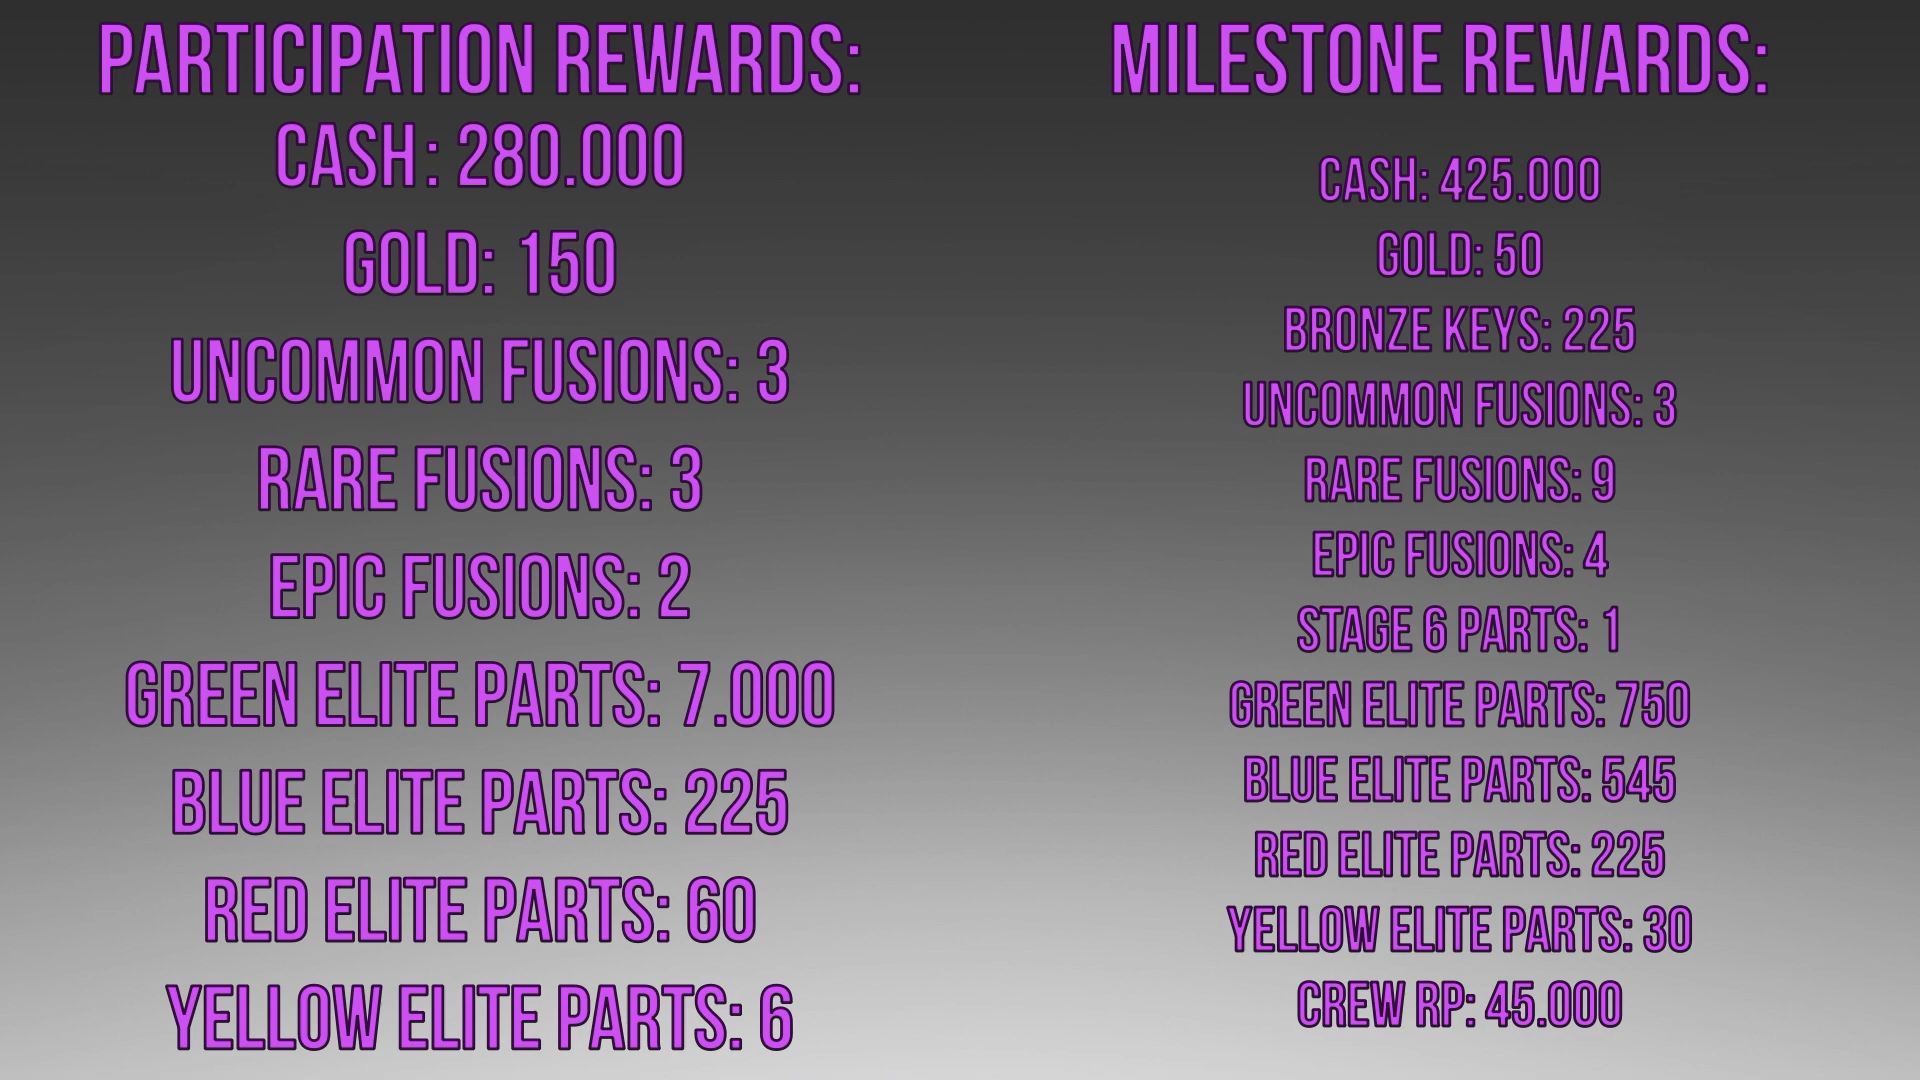 PARTICIPATION REWARDS:
CASH: 280.000
GOLD: 150
UNCOMMON FUSIONS: 3
RARE FUSIONS: 3
EPIC FUSIONS: 2
GREEN ELITE PARTS: 7.000
BLUE ELITE PARTS: 225
RED ELITE PARTS: 60
YELLOW ELITE PARTS: 6
MILESTONE REWARDS:
CASH: 425.000
GOLD: 50
BRONZE KEYS: 225
UNCOMMON FUSIONS: 3
RARE FUSIONS: 9
EPIC FUSIONS: 4
STAGE 6 PARTS: 1
GREEN ELITE PARTS: 750
BLUE ELITE PARTS: 545
RED ELITE PARTS: 225
YELLOW ELITE PARTS: 30
CREW RP: 45.000